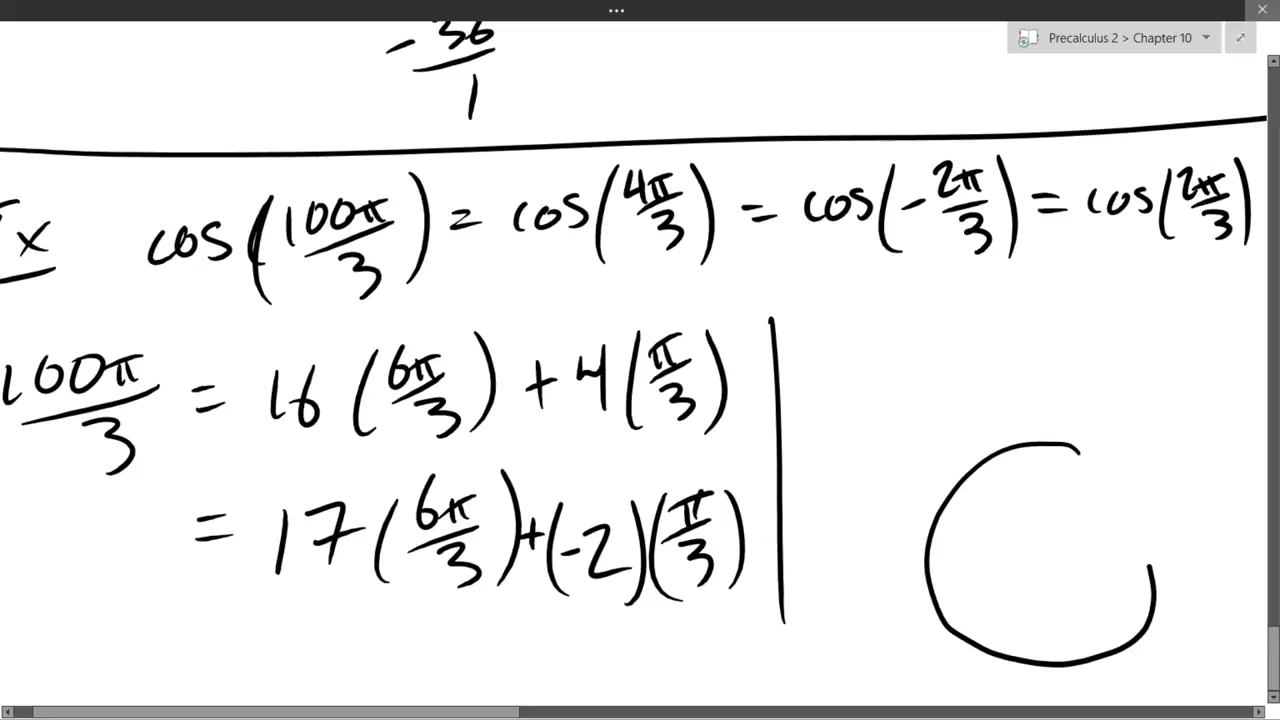 ...
Precalculus 2 > Chapter 10
-36/1
Ex cos(100π/3) = cos(4π/3) = cos(-2π/3) = cos(2π/3)
100π/3 = 16(6π/3) + 4(π/3)
= 17(6π/3) + (-2)(π/3)